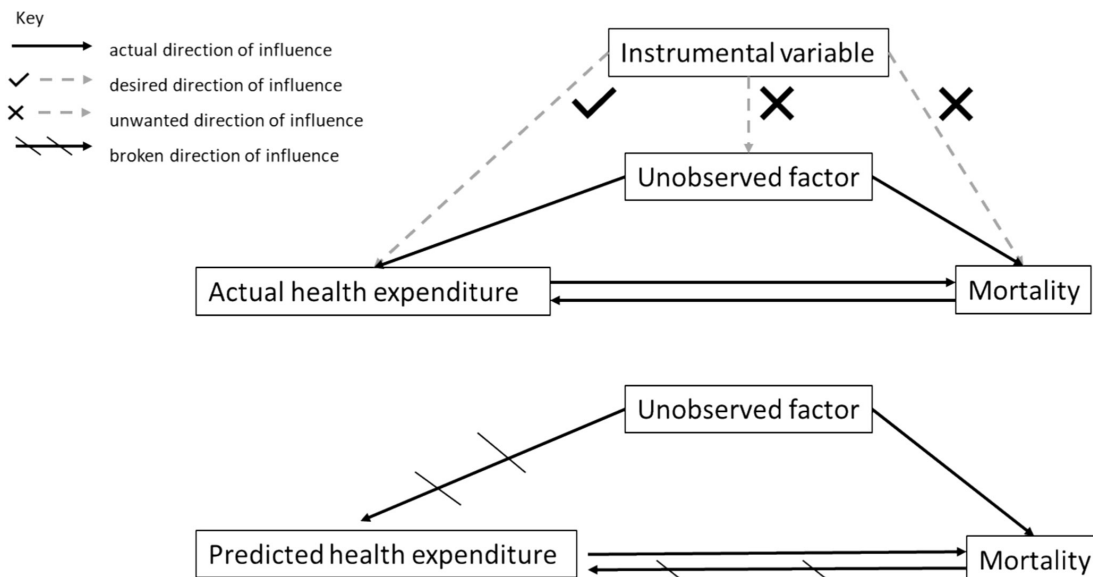 Key
actual direction of influence
desired direction of influence
unwanted direction of influence
broken direction of influence
Instrumental variable
Unobserved factor
Actual health expenditure
Mortality
Unobserved factor
Predicted health expenditure
Mortality